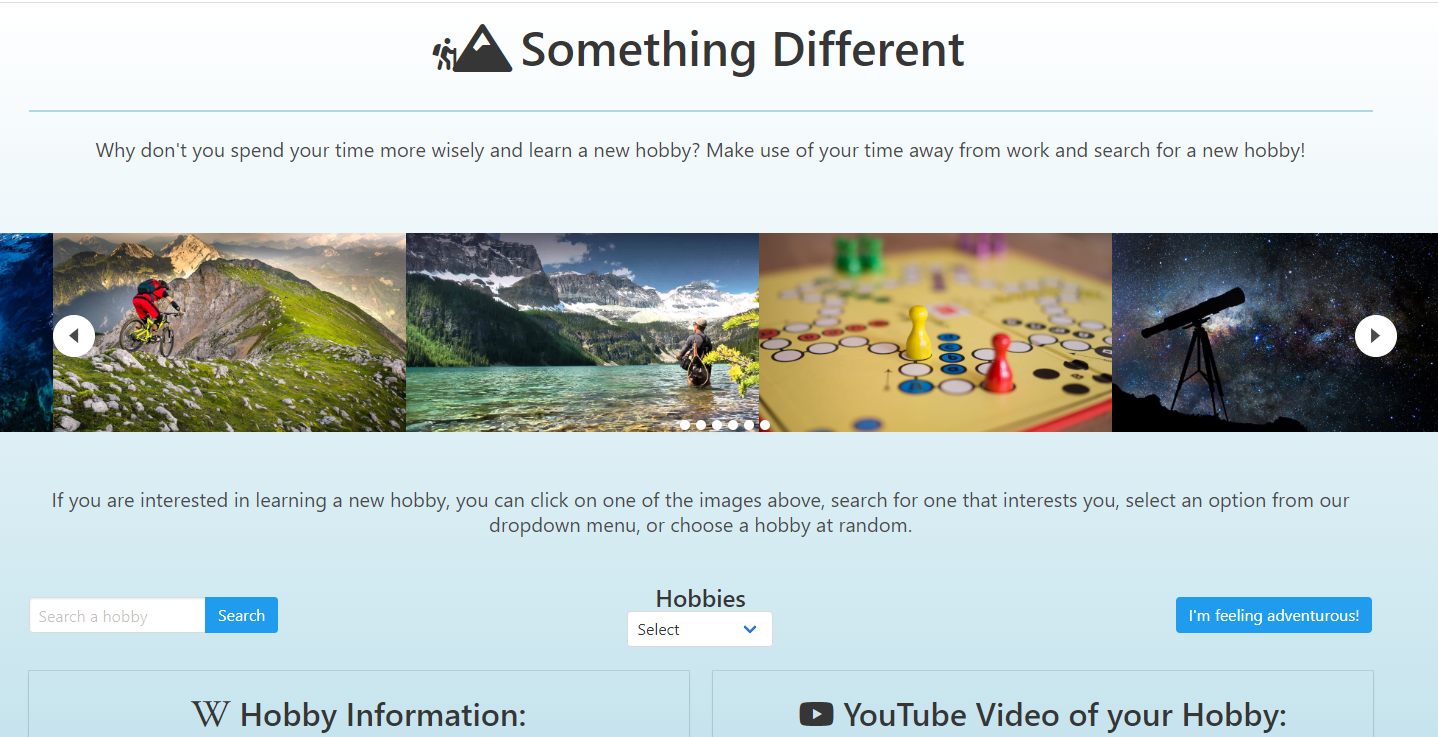 Something Different
Why don't you spend your time more wisely and learn a new hobby? Make use of your time away from work and search for a new hobby!
If you are interested in learning a new hobby, you can click on one of the images above, search for one that interests you, select an option from our
dropdown menu, or choose a hobby at random.
Search a hobby
Search
Hobbies
Select
I'm feeling adventurous!
W Hobby Information:
YouTube Video of your Hobby: